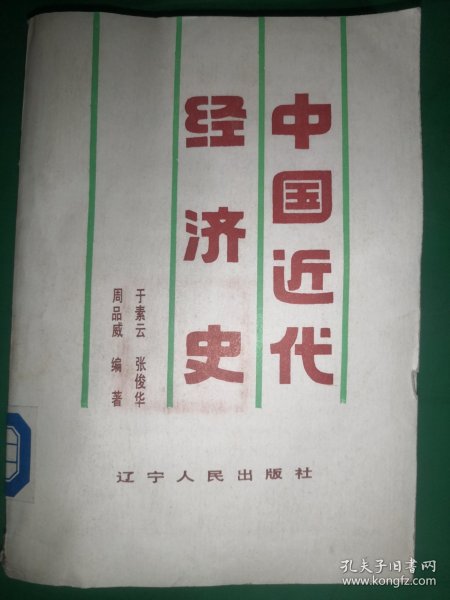 中国近代
经济史
于素云 张俊华
周品威 编著
辽宁人民出版社
孔夫子旧书网
www.kongfz.com